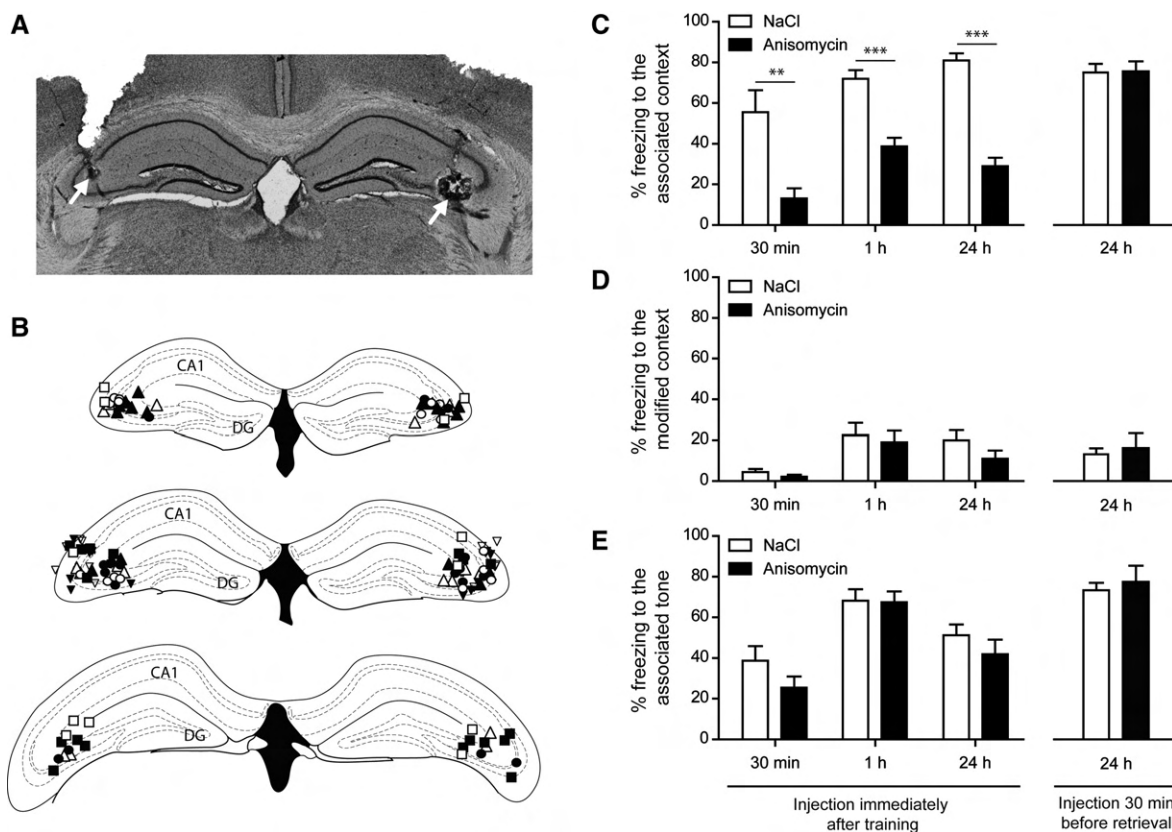 A
B
CA1
DG
CA1
DG
CA1
DG
C
NaCl
Anisomycin
% freezing to the
associated context
100
80
60
40
20
0
**
***
***
30 min
1 h
24 h
24 h
D
NaCl
Anisomycin
% freezing to the
modified context
100
80
60
40
20
0
30 min
1 h
24 h
24 h
E
NaCl
Anisomycin
% freezing to the
associated tone
100
80
60
40
20
0
30 min
1 h
24 h
24 h
Injection immediately
after training
Injection 30 min
before retrieval